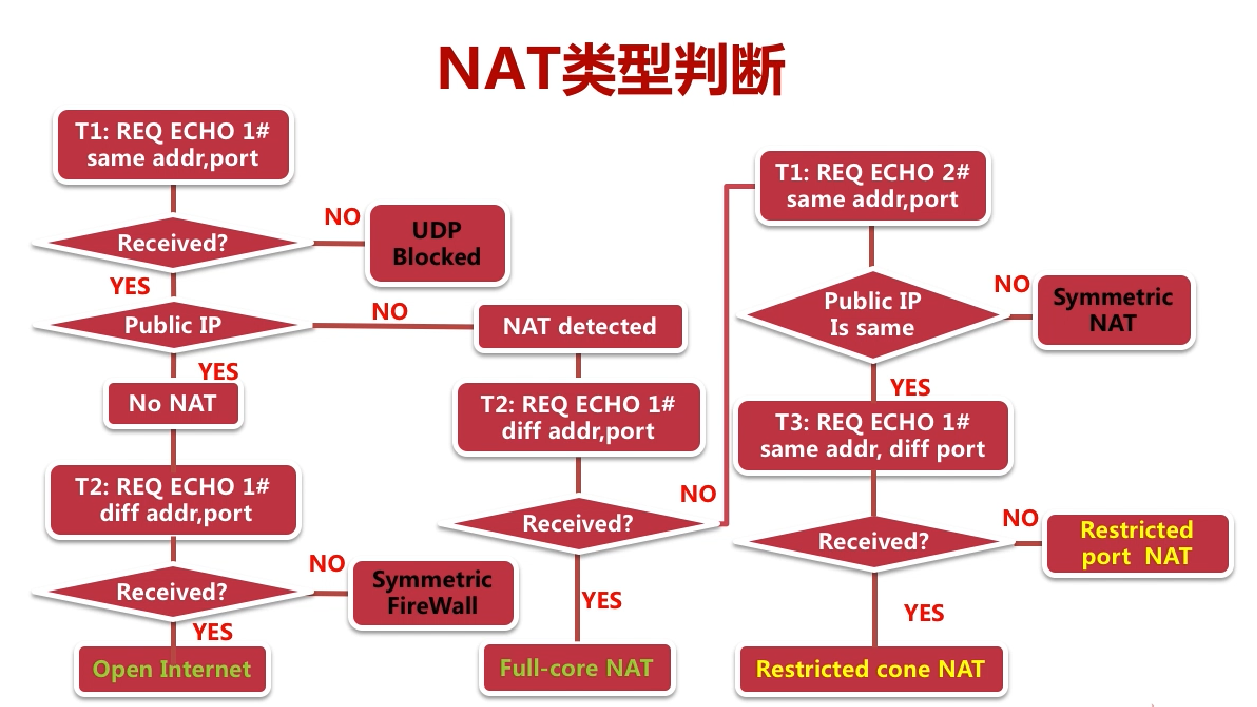 NAT类型判断
T1: REQ ECHO 1#
same addr,port
Received?
NO
UDP
Blocked
YES
Public IP
NO
NAT detected
YES
No NAT
T2: REQ ECHO 1#
diff addr,port
Received?
NO
Symmetric
FireWall
YES
Open Internet
T2: REQ ECHO 1#
diff addr,port
Received?
NO
YES
Full-core NAT
T1: REQ ECHO 2#
same addr,port
Public IP
Is same
NO
Symmetric
NAT
YES
T3: REQ ECHO 1#
same addr, diff port
Received?
NO
Restricted
port NAT
YES
Restricted cone NAT